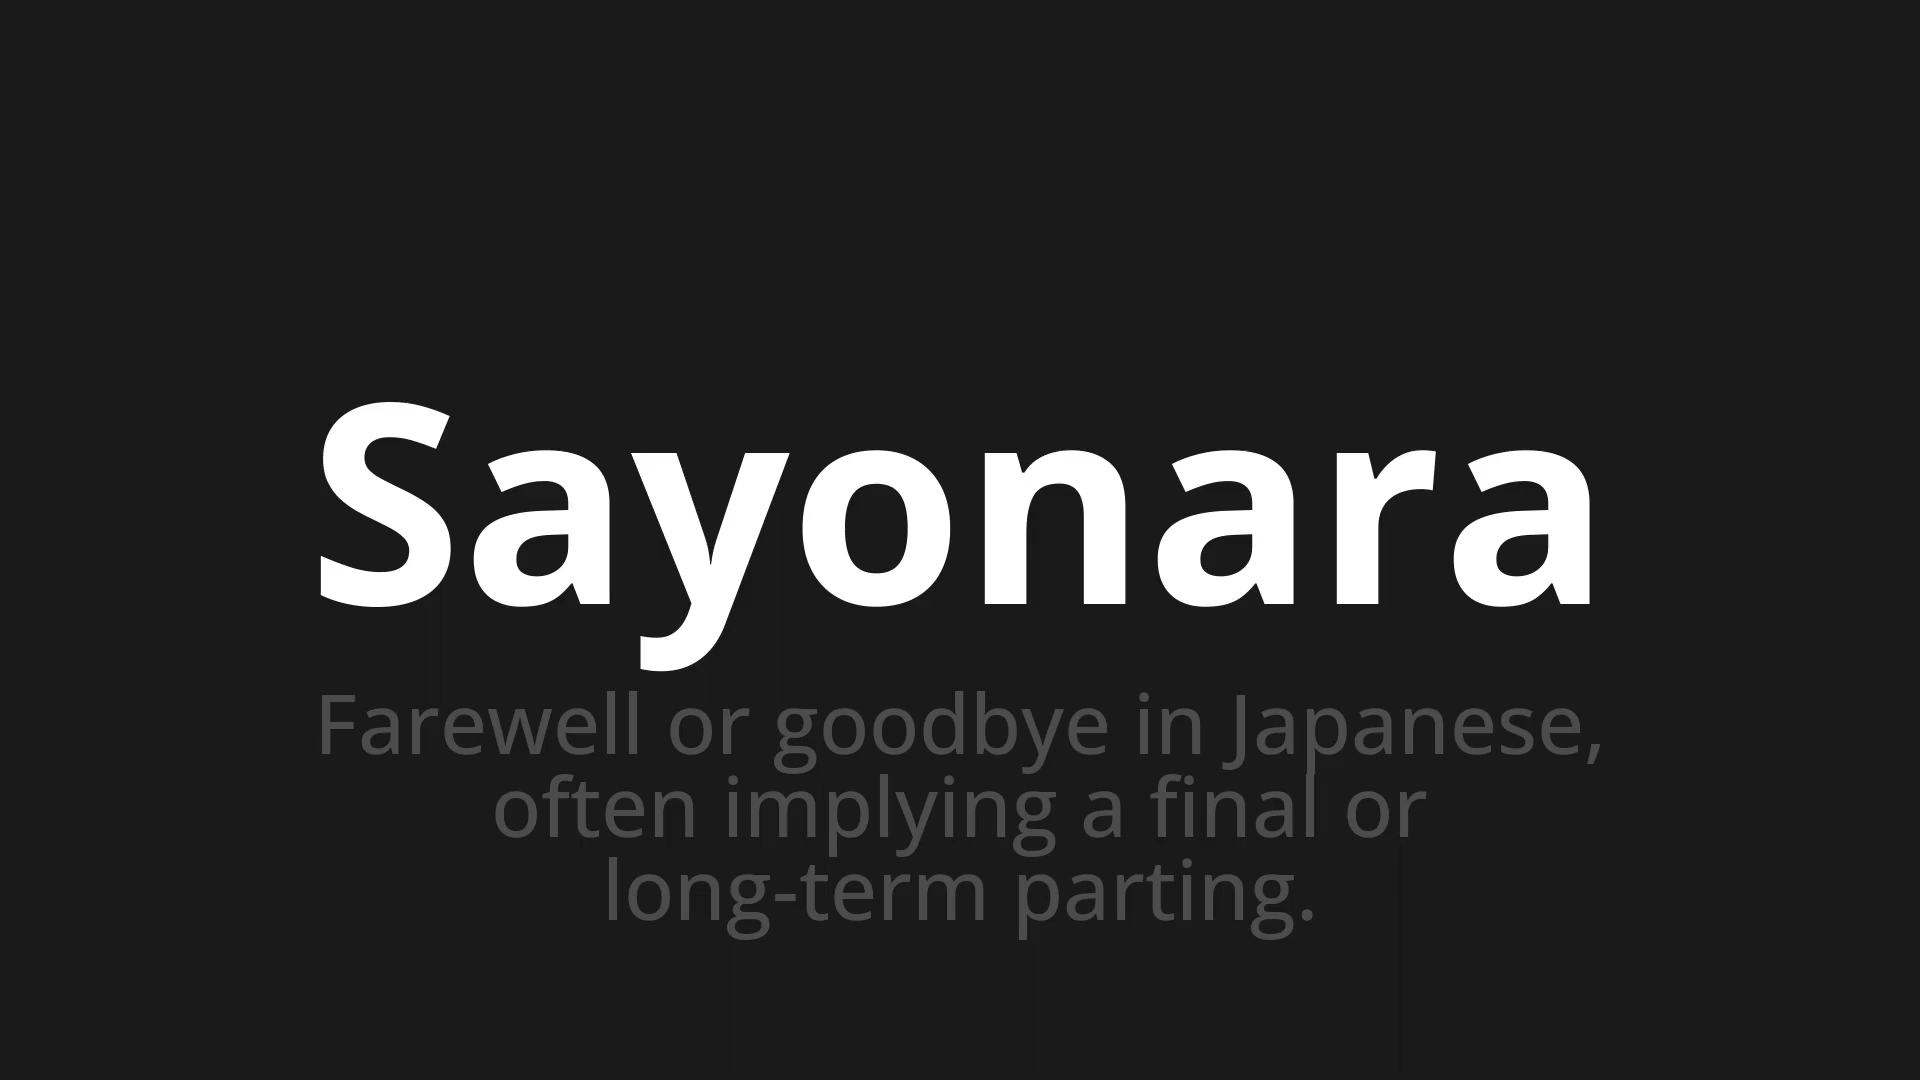 Sayonara
Farewell or goodbye in Japanese,
often implying a final or
long-term parting.